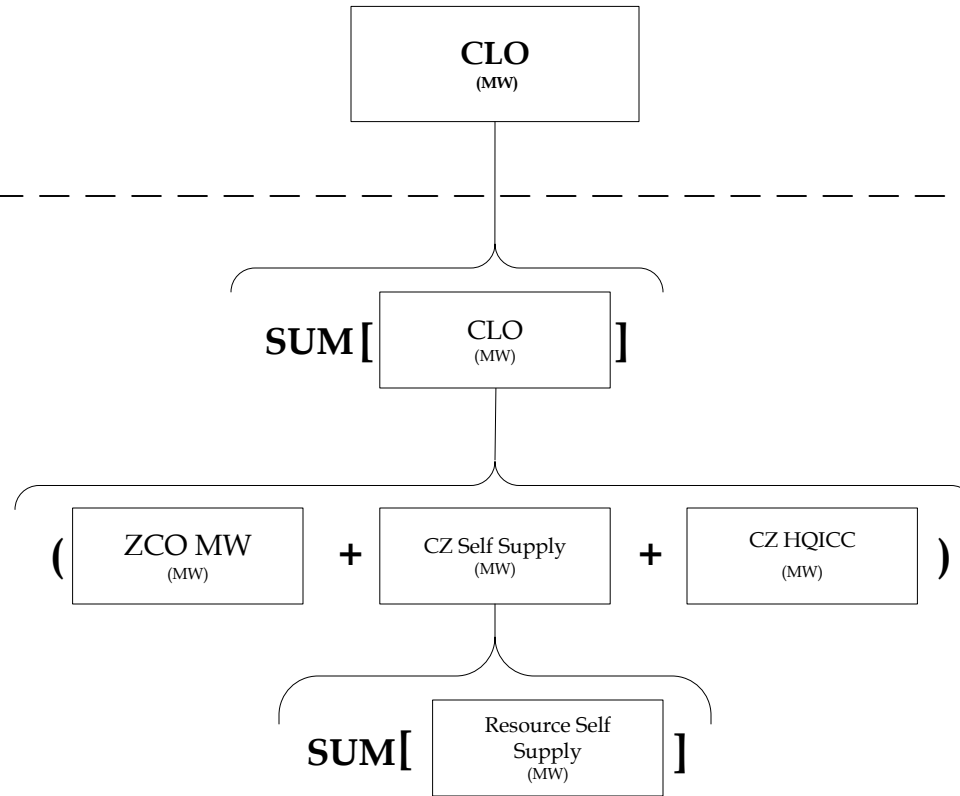 CLO
(MW)
SUM [ CLO ]
(MW)
( ZCO MW + CZ Self Supply + CZ HQICC )
(MW) (MW) (MW)
SUM [ Resource Self ]
Supply
(MW)